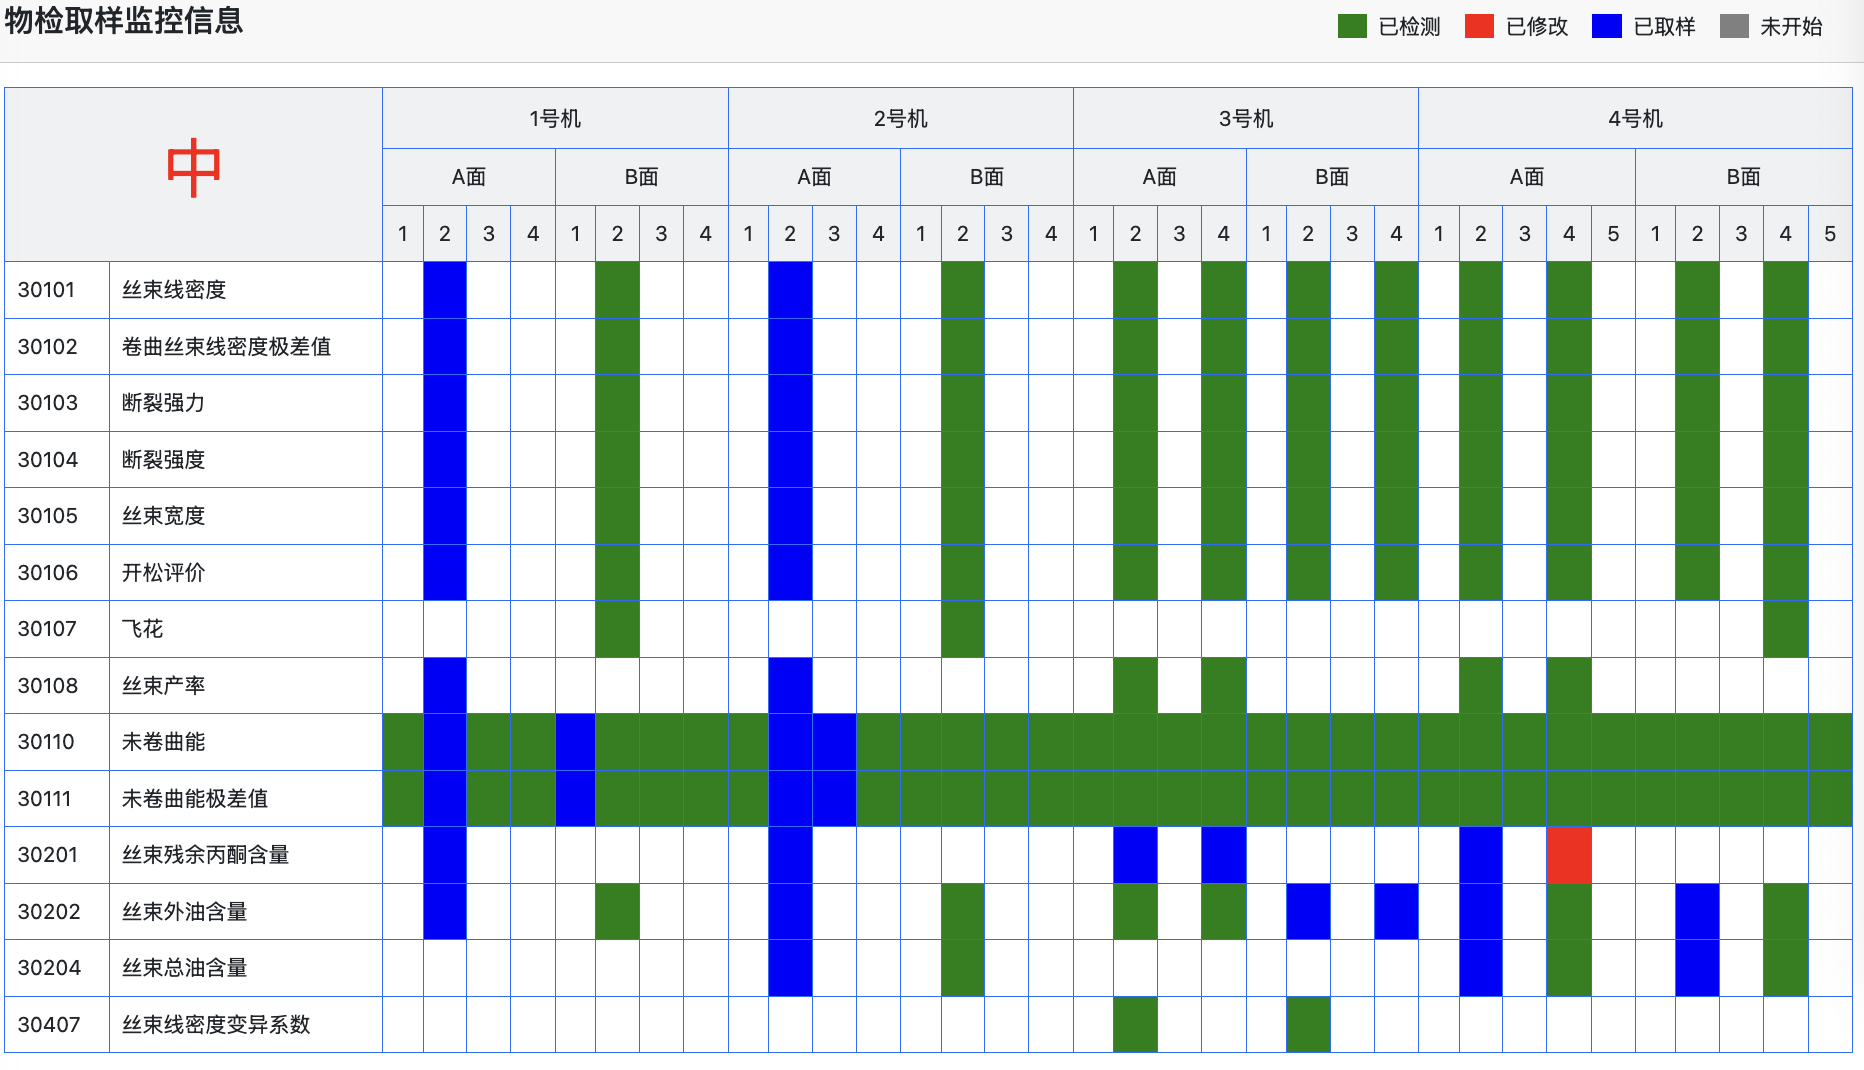 物检取样监控信息
已检测 已修改 已取样 未开始
中
1号机 2号机 3号机 4号机
A面 B面 A面 B面 A面 B面 A面 B面
1 2 3 4 1 2 3 4 1 2 3 4 1 2 3 4 1 2 3 4 1 2 3 4 1 2 3 4 5 1 2 3 4 5
30101 丝束线密度
30102 卷曲丝束线密度极差值
30103 断裂强力
30104 断裂强度
30105 丝束宽度
30106 开松评价
30107 飞花
30108 丝束产率
30110 未卷曲能
30111 未卷曲能极差值
30201 丝束残余丙酮含量
30202 丝束外油含量
30204 丝束总油含量
30407 丝束线密度变异系数